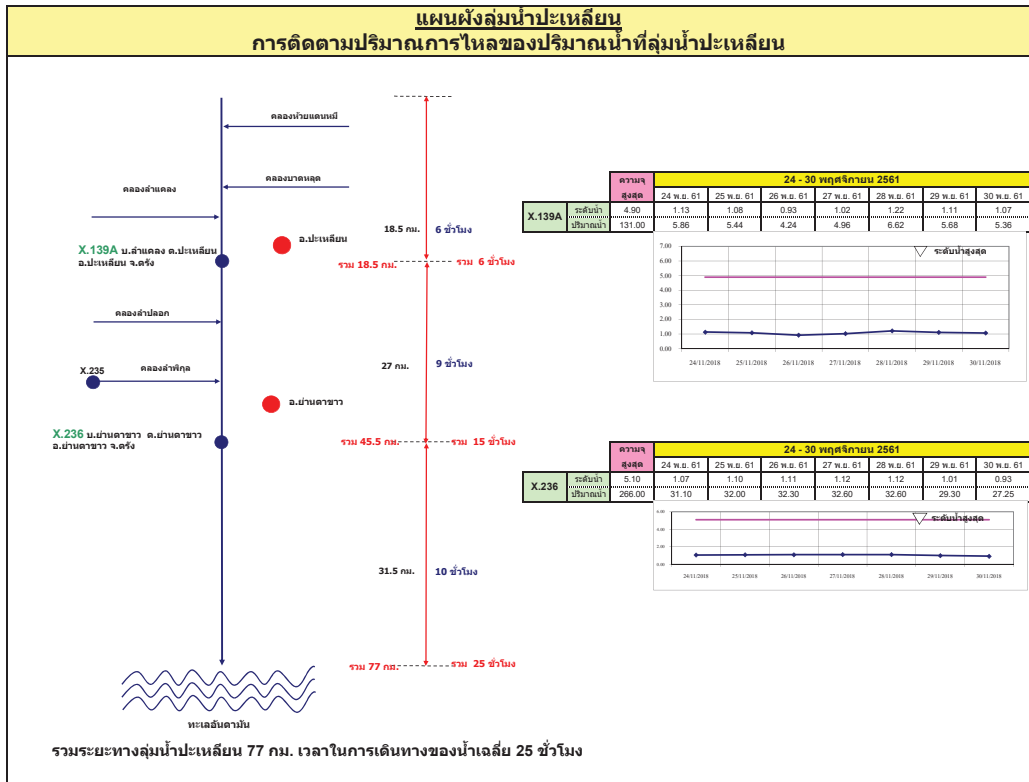 แผนผังลุ่มน้ำปะเหลียน
การติดตามปริมาณการไหลของปริมาณน้ำที่ลุ่มน้ำปะเหลียน
คลองห้วยแดนหมี
คลองบาตหลุด
คลองลำแคลง
X.139A บ.ลำแคลง ต.ปะเหลียน
อ.ปะเหลียน จ.ตรัง
อ.ปะเหลียน
18.5 กม.
6 ชั่วโมง
รวม 18.5 กม.
รวม 6 ชั่วโมง
คลองลำปลอก
X.235
คลองลำพิกุล
27 กม.
9 ชั่วโมง
อ.ย่านตาขาว
X.236 บ.ย่านตาขาว ต.ย่านตาขาว
อ.ย่านตาขาว จ.ตรัง
รวม 45.5 กม.
รวม 15 ชั่วโมง
31.5 กม.
10 ชั่วโมง
รวม 77 กม.
รวม 25 ชั่วโมง
ทะเลอันดามัน
รวมระยะทางลุ่มน้ำปะเหลียน 77 กม. เวลาในการเดินทางของน้ำเฉลี่ย 25 ชั่วโมง
ความจุ 24 - 30 พฤศจิกายน 2561
สูงสุด 24 พ.ย. 61 25 พ.ย. 61 26 พ.ย. 61 27 พ.ย. 61 28 พ.ย. 61 29 พ.ย. 61 30 พ.ย. 61
X.139A
ระดับน้ำ 4.90 1.13 1.08 0.93 1.02 1.22 1.11 1.07
ปริมาณน้ำ 131.00 5.86 5.44 4.24 4.96 6.62 5.68 5.36
ระดับน้ำสูงสุด
7.00
6.00
5.00
4.00
3.00
2.00
1.00
0.00
24/11/2018 25/11/2018 26/11/2018 27/11/2018 28/11/2018 29/11/2018 30/11/2018
ความจุ 24 - 30 พฤศจิกายน 2561
สูงสุด 24 พ.ย. 61 25 พ.ย. 61 26 พ.ย. 61 27 พ.ย. 61 28 พ.ย. 61 29 พ.ย. 61 30 พ.ย. 61
X.236
ระดับน้ำ 5.10 1.07 1.10 1.11 1.12 1.12 1.01 0.93
ปริมาณน้ำ 266.00 31.10 32.00 32.30 32.60 32.60 29.30 27.25
ระดับน้ำสูงสุด
6.00
4.00
2.00
0.00
24/11/2018 25/11/2018 26/11/2018 27/11/2018 28/11/2018 29/11/2018 30/11/2018